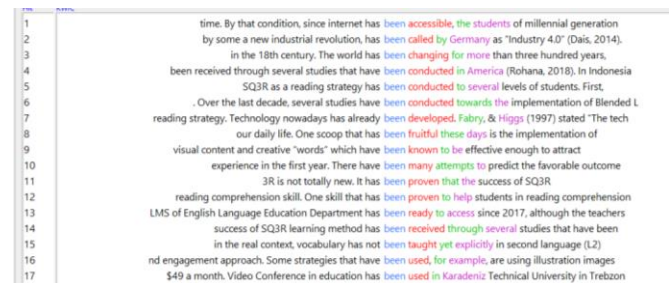 KWIC
1 time. By that condition, since internet has been accessible, the students of millennial generation
2 by some a new industrial revolution, has been called by Germany as "Industry 4.0" (Dais, 2014).
3 in the 18th century. The world has been changing for more than three hundred years,
4 been received through several studies that have been conducted in America (Rohana, 2018). In Indonesia
5 SQ3R as a reading strategy has been conducted to several levels of students. First,
6 . Over the last decade, several studies have been conducted towards the implementation of Blended L
7 reading strategy. Technology nowadays has already been developed. Fabry, & Higgs (1997) stated "The tech
8 our daily life. One scoop that has been fruitful these days is the implementation of
9 visual content and creative "words" which have been known to be effective enough to attract
10 experience in the first year. There have been many attempts to predict the favorable outcome
11 3R is not totally new. It has been proven that the success of SQ3R
12 reading comprehension skill. One skill that has been proven to help students in reading comprehension
13 LMS of English Language Education Department has been ready to access since 2017, although the teachers
14 success of SQ3R learning method has been received through several studies that have been
15 in the real context, vocabulary has not been taught yet explicitly in second language (L2)
16 nd engagement approach. Some strategies that have been used, for example, are using illustration images
17 $49 a month. Video Conference in education has been used in Karadeniz Technical University in Trebzon